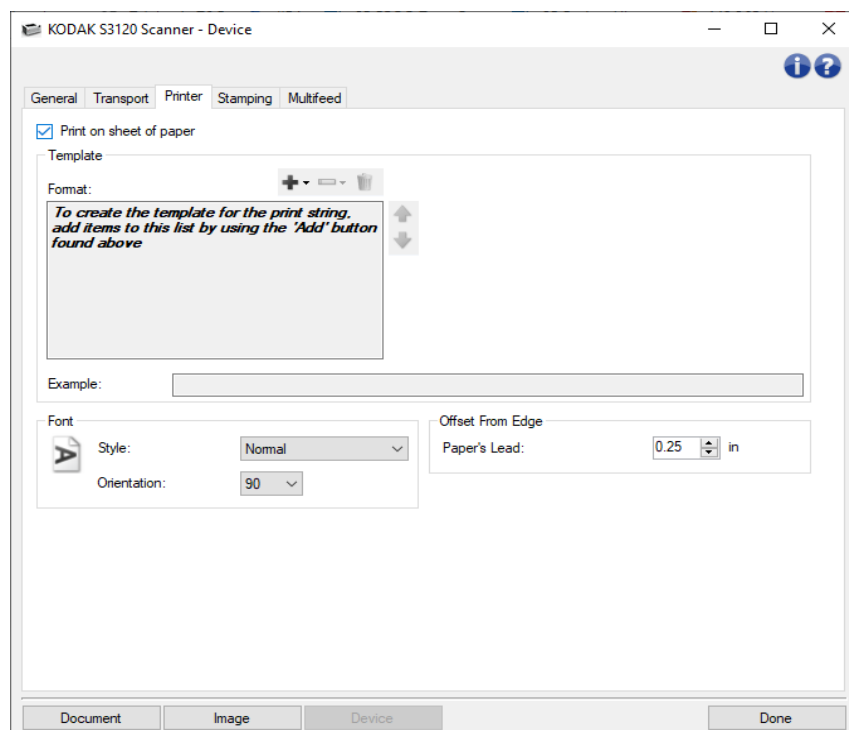 KODAK S3120 Scanner - Device
General Transport Printer Stamping Multifeed
Print on sheet of paper
Template
Format:
To create the template for the print string,
add items to this list by using the 'Add' button
found above
Example:
Font
Style: Normal
Orientation: 90
Offset From Edge
Paper's Lead: 0.25 in
Document Image Device Done